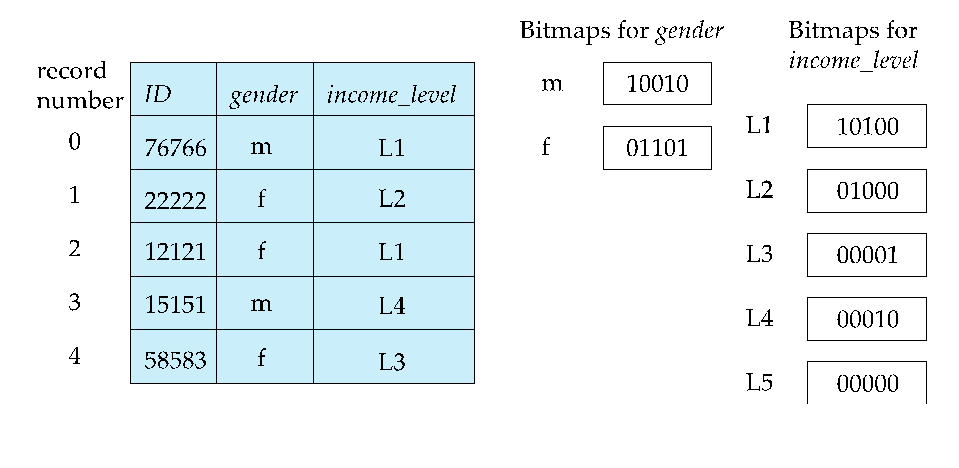 record number ID gender income_level
0 76766 m L1
1 22222 f L2
2 12121 f L1
3 15151 m L4
4 58583 f L3
Bitmaps for gender
m 10010
f 01101
Bitmaps for
income_level
L1 10100
L2 01000
L3 00001
L4 00010
L5 00000